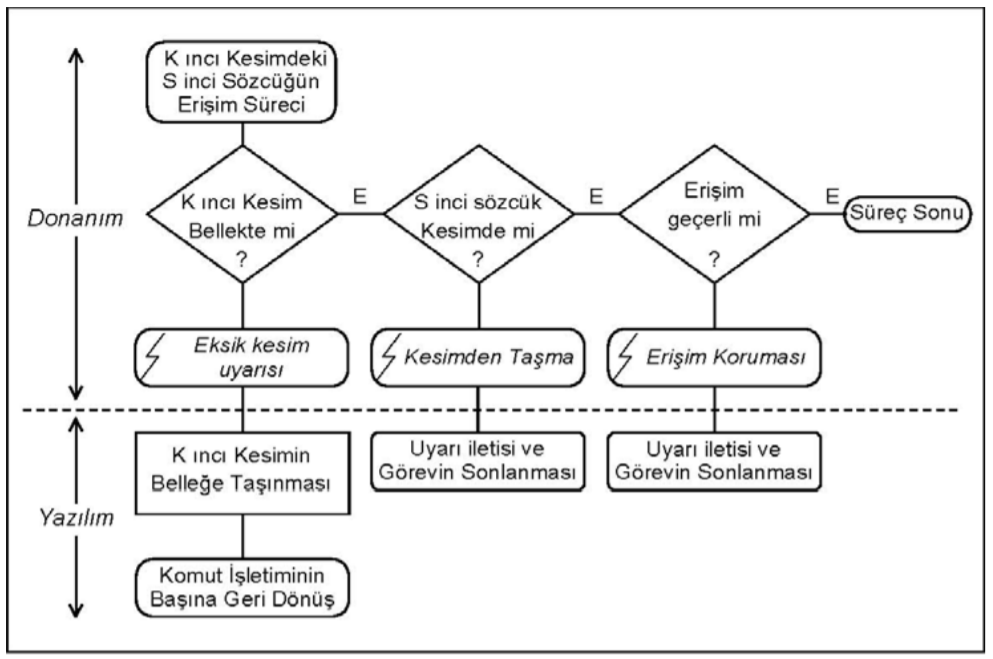 K ıncı Kesimdeki
S inci Sözcüğün
Erişim Süreci
Donanım
K ıncı Kesim
Bellekte mi
?
E
S inci sözcük
Kesimde mi
?
E
Erişim
geçerli mi
?
E
Süreç Sonu
Eksik kesim
uyarısı
Kesimden Taşma
Erişim Koruması
Yazılım
K ıncı Kesimin
Belleğe Taşınması
Uyarı iletisi ve
Görevin Sonlanması
Uyarı iletisi ve
Görevin Sonlanması
Komut İşletiminin
Başına Geri Dönüş